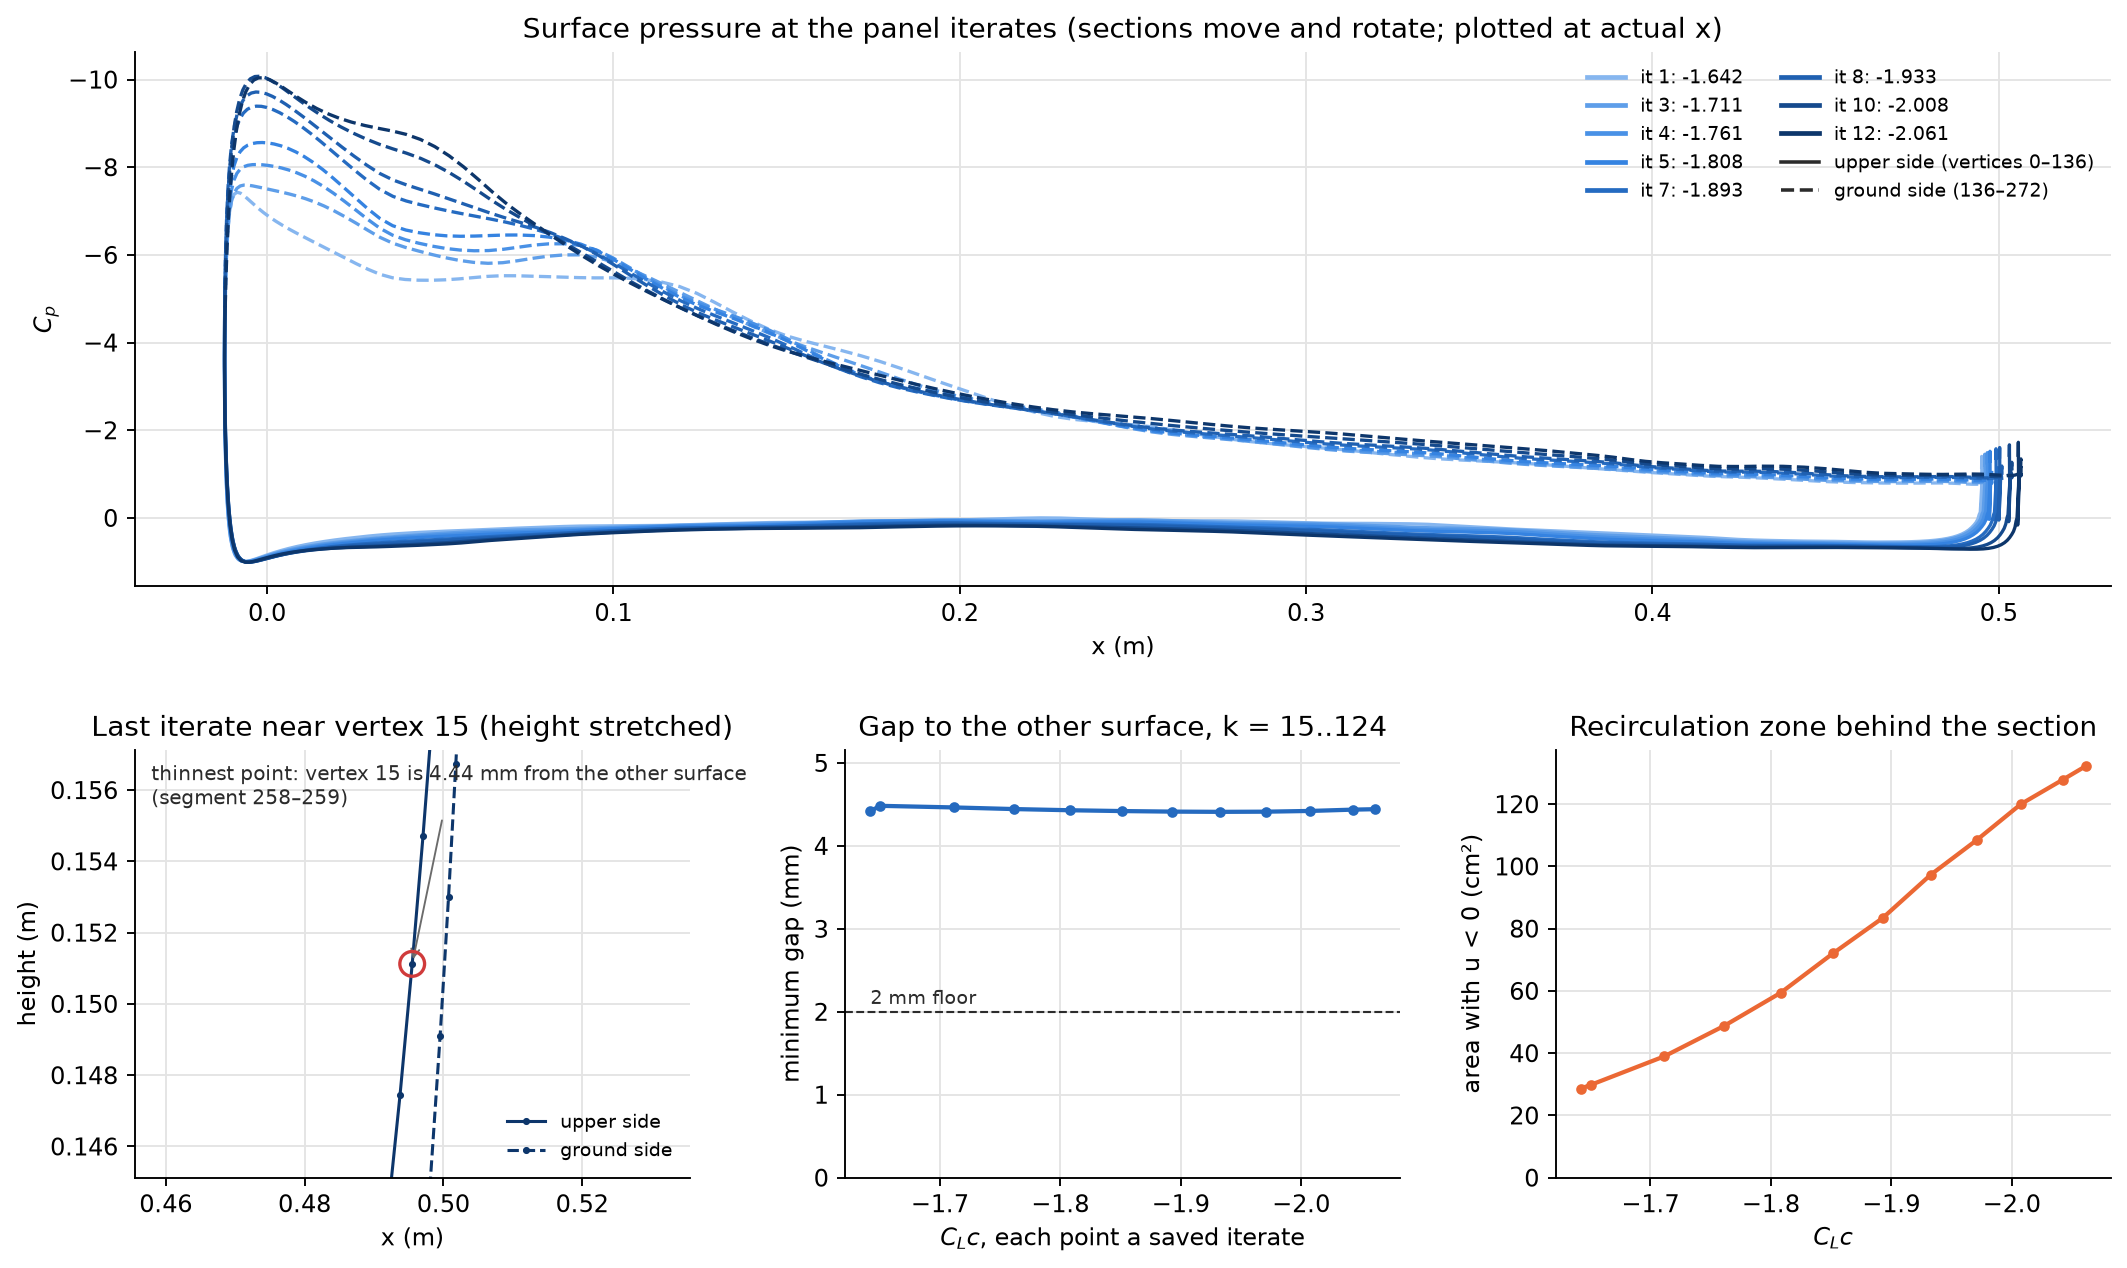 Surface pressure at the panel iterates (sections move and rotate; plotted at actual x)
−10
−8
−6
−4
−2
0
C_p
it 1: -1.642
it 3: -1.711
it 4: -1.761
it 5: -1.808
it 7: -1.893
it 8: -1.933
it 10: -2.008
it 12: -2.061
upper side (vertices 0–136)
ground side (136–272)
0.0 0.1 0.2 0.3 0.4 0.5
x (m)
Last iterate near vertex 15 (height stretched)
thinnest point: vertex 15 is 4.44 mm from the other surface
(segment 258–259)
0.156
0.154
0.152
0.150
0.148
0.146
height (m)
upper side
ground side
0.46 0.48 0.50 0.52
x (m)
Gap to the other surface, k = 15..124
5
4
3
2
1
0
minimum gap (mm)
2 mm floor
−1.7 −1.8 −1.9 −2.0
C_Lc, each point a saved iterate
Recirculation zone behind the section
120
100
80
60
40
20
0
area with u < 0 (cm²)
−1.7 −1.8 −1.9 −2.0
C_Lc